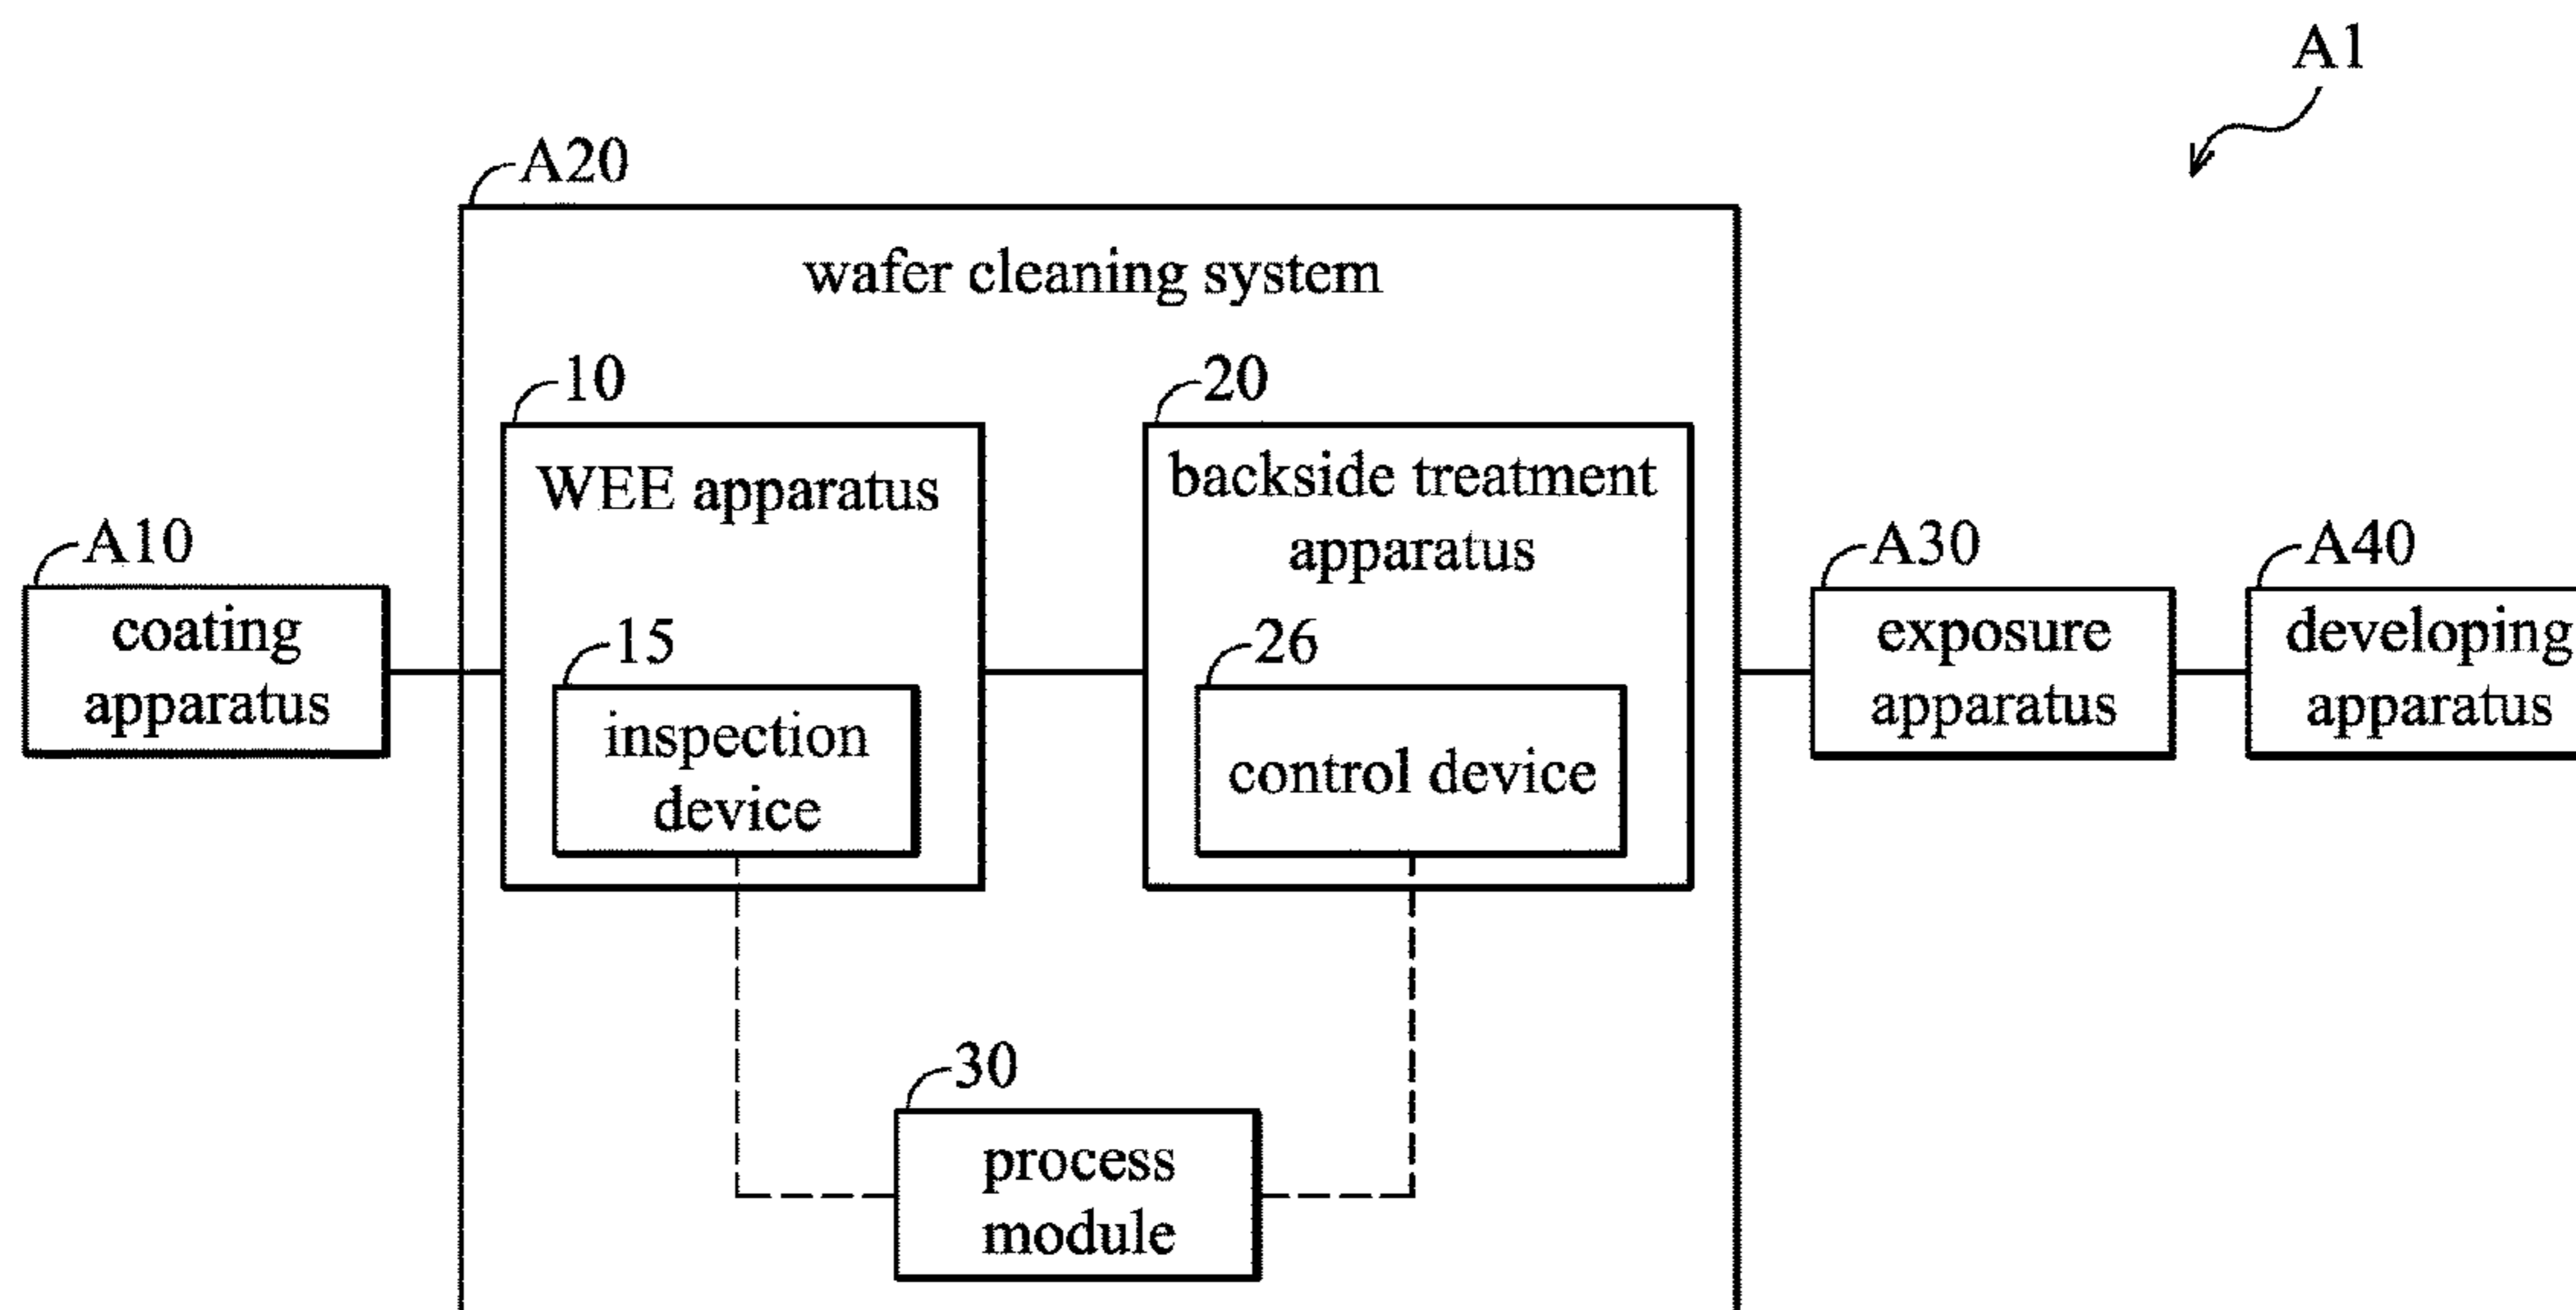 A1
A20
wafer cleaning system
10
20
WEE apparatus
backside treatment
apparatus
A10
coating
apparatus
15
inspection
device
26
control device
A30
exposure
apparatus
A40
developing
apparatus
30
process
module